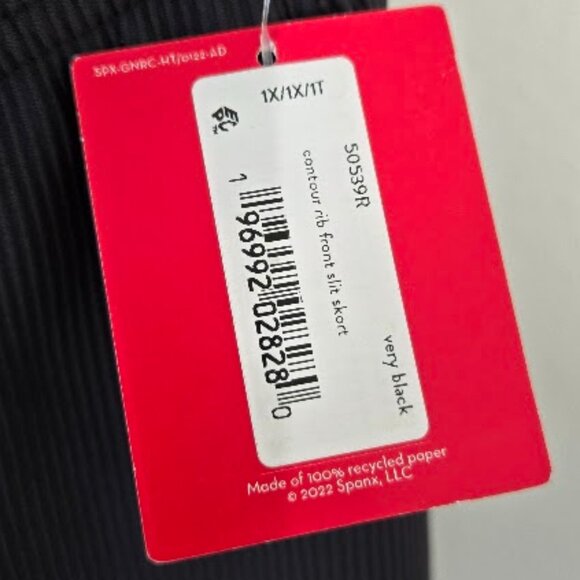 SPX-GNRC-HT/0122-AD
1X/1X/1T
50539R
contour rib front slit skort
very black
1 96992 02828 0
Made of 100% recycled paper
© 2022 Spanx, LLC